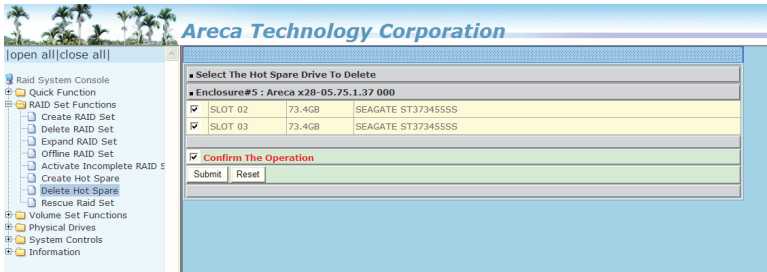 Areca Technology Corporation
|open all|close all|
Raid System Console
Quick Function
RAID Set Functions
Create RAID Set
Delete RAID Set
Expand RAID Set
Offline RAID Set
Activate Incomplete RAID S
Create Hot Spare
Delete Hot Spare
Rescue Raid Set
Volume Set Functions
Physical Drives
System Controls
Information
Select The Hot Spare Drive To Delete
Enclosure#5 : Areca x28-05.75.1.37 000
SLOT 02 73.4GB SEAGATE ST373455SS
SLOT 03 73.4GB SEAGATE ST373455SS
Confirm The Operation
Submit Reset